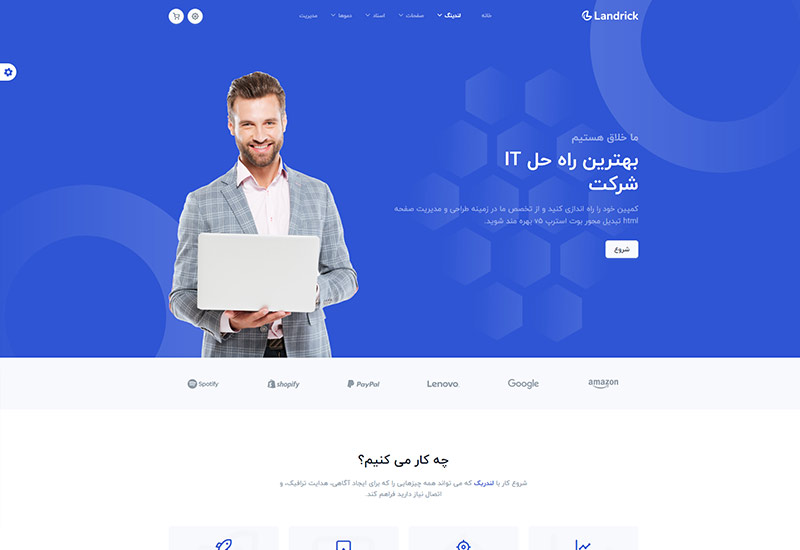 Landrick
خانه
لندینگ
صفحات
اسناد
دموها
مدیریت
ما خلاق هستیم
بهترین راه حل IT
شرکت
کمپین خود را راه اندازی کنید و از تخصص ما در زمینه طراحی و مدیریت صفحه
html تبدیل محور بوت استرپ v۵ بهره مند شوید.
شروع
amazon
Google
Lenovo
PayPal
shopify
Spotify
چه کار می کنیم؟
شروع کار با لندریک که می تواند همه چیزهایی را که برای ایجاد آگاهی، هدایت ترافیک، و
اتصال نیاز دارید فراهم کند.